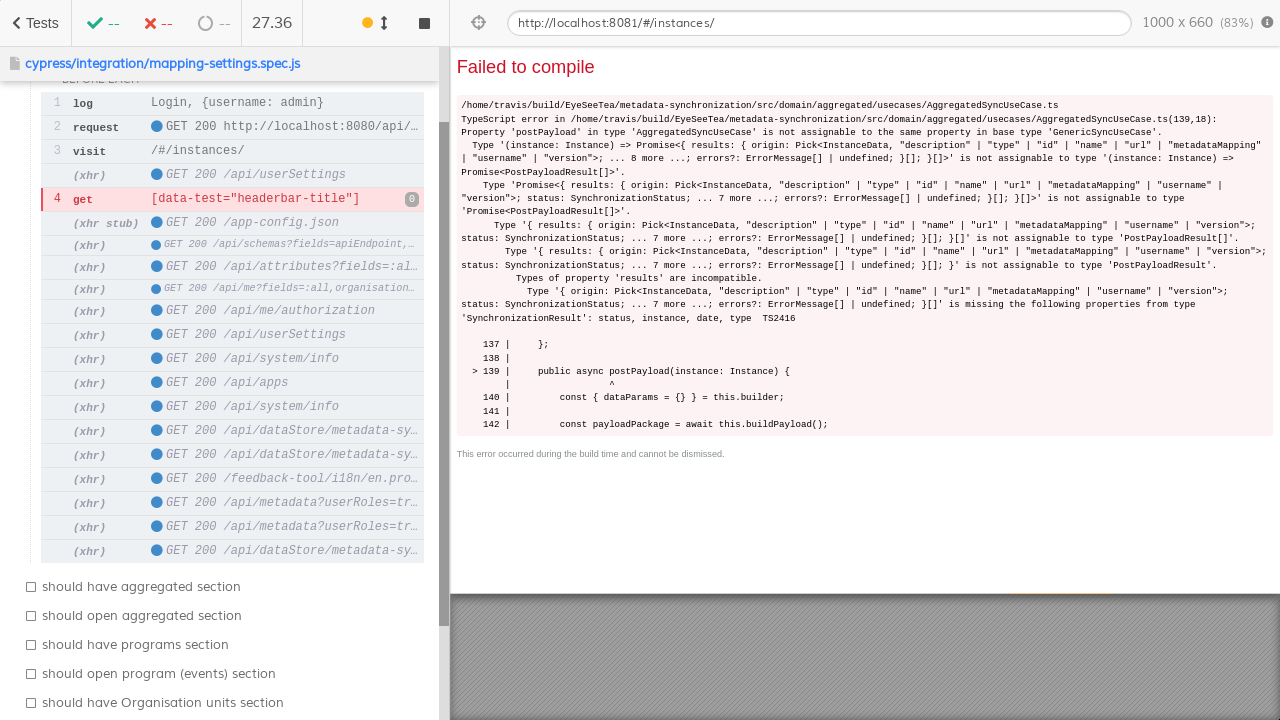 Tests
--
--
--
27.36
http://localhost:8081/#/instances/
1000 x 660 (83%)
cypress/integration/mapping-settings.spec.js
1 log Login, {username: admin}
2 request GET 200 http://localhost:8080/api/…
3 visit /#/instances/
(xhr) GET 200 /api/userSettings
4 get [data-test="headerbar-title"] 0
(xhr stub) GET 200 /app-config.json
(xhr) GET 200 /api/schemas?fields=apiEndpoint,…
(xhr) GET 200 /api/attributes?fields=:al…
(xhr) GET 200 /api/me?fields=:all,organisation…
(xhr) GET 200 /api/me/authorization
(xhr) GET 200 /api/userSettings
(xhr) GET 200 /api/system/info
(xhr) GET 200 /api/apps
(xhr) GET 200 /api/system/info
(xhr) GET 200 /api/dataStore/metadata-sy…
(xhr) GET 200 /api/dataStore/metadata-sy…
(xhr) GET 200 /feedback-tool/i18n/en.pro…
(xhr) GET 200 /api/metadata?userRoles=tr…
(xhr) GET 200 /api/metadata?userRoles=tr…
(xhr) GET 200 /api/dataStore/metadata-sy…
should have aggregated section
should open aggregated section
should have programs section
should open program (events) section
should have Organisation units section
Failed to compile
/home/travis/build/EyeSeeTea/metadata-synchronization/src/domain/aggregated/usecases/AggregatedSyncUseCase.ts
TypeScript error in /home/travis/build/EyeSeeTea/metadata-synchronization/src/domain/aggregated/usecases/AggregatedSyncUseCase.ts(139,18):
Property 'postPayload' in type 'AggregatedSyncUseCase' is not assignable to the same property in base type 'GenericSyncUseCase'.
Type '(instance: Instance) => Promise<{ results: { origin: Pick<InstanceData, "description" | "type" | "id" | "name" | "url" | "metadataMapping"
| "username" | "version">; ... 8 more ...; errors?: ErrorMessage[] | undefined; }[]; }[]>' is not assignable to type '(instance: Instance) =>
Promise<PostPayloadResult[]>'.
Type 'Promise<{ results: { origin: Pick<InstanceData, "description" | "type" | "id" | "name" | "url" | "metadataMapping" | "username" |
"version">; status: SynchronizationStatus; ... 7 more ...; errors?: ErrorMessage[] | undefined; }[]; }[]>' is not assignable to type
'Promise<PostPayloadResult[]>'.
Type '{ results: { origin: Pick<InstanceData, "description" | "type" | "id" | "name" | "url" | "metadataMapping" | "username" | "version">;
status: SynchronizationStatus; ... 7 more ...; errors?: ErrorMessage[] | undefined; }[]; }[]' is not assignable to type 'PostPayloadResult[]'.
Type '{ results: { origin: Pick<InstanceData, "description" | "type" | "id" | "name" | "url" | "metadataMapping" | "username" | "version">;
status: SynchronizationStatus; ... 7 more ...; errors?: ErrorMessage[] | undefined; }[]; }' is not assignable to type 'PostPayloadResult'.
Types of property 'results' are incompatible.
Type '{ origin: Pick<InstanceData, "description" | "type" | "id" | "name" | "url" | "metadataMapping" | "username" | "version">;
status: SynchronizationStatus; ... 7 more ...; errors?: ErrorMessage[] | undefined; }[]' is missing the following properties from type
'SynchronizationResult': status, instance, date, type  TS2416
137 |     };
138 |
> 139 |     public async postPayload(instance: Instance) {
|                  ^
140 |         const { dataParams = {} } = this.builder;
141 |
142 |         const payloadPackage = await this.buildPayload();
This error occurred during the build time and cannot be dismissed.